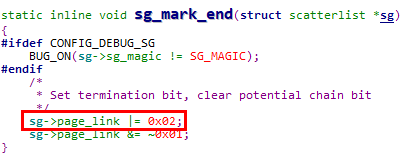 static inline void sg_mark_end(struct scatterlist *sg)
{
#ifdef CONFIG_DEBUG_SG
BUG_ON(sg->sg_magic != SG_MAGIC);
#endif
/*
* Set termination bit, clear potential chain bit
*/
sg->page_link |= 0x02;
sg->page_link &= ~0x01;
}